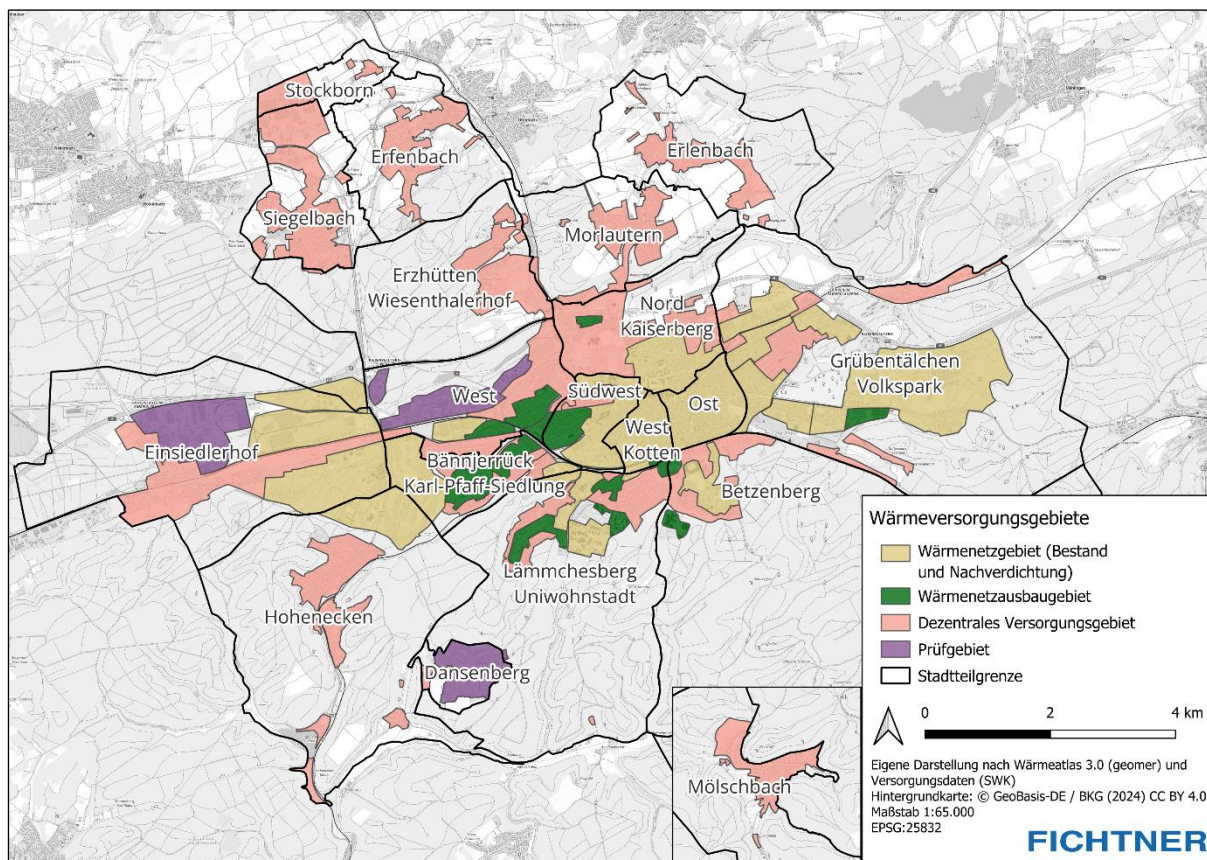 Stockborn
Erfenbach
Siegelbach
Erlenbach
Morlautern
Erzhütten
Wiesenthalerhof
Nord
Kaiserberg
Grübentälchen
Volkspark
West
Südwest
Ost
West
Kotten
Einsiedlerhof
Bännjerrück
Karl-Pfaff-Siedlung
Betzenberg
Lämmchesberg
Uniwohnstadt
Hohenecken
Dansenberg
Mölschbach
Wärmeversorgungsgebiete
Wärmenetzgebiet (Bestand
und Nachverdichtung)
Wärmenetzausbaugebiet
Dezentrales Versorgungsgebiet
Prüfgebiet
Stadtteilgrenze
0 2 4 km
Eigene Darstellung nach Wärmeatlas 3.0 (geomer) und
Versorgungsdaten (SWK)
Hintergrundkarte: © GeoBasis-DE / BKG (2024) CC BY 4.0
Maßstab 1:65.000
EPSG:25832
FICHTNER